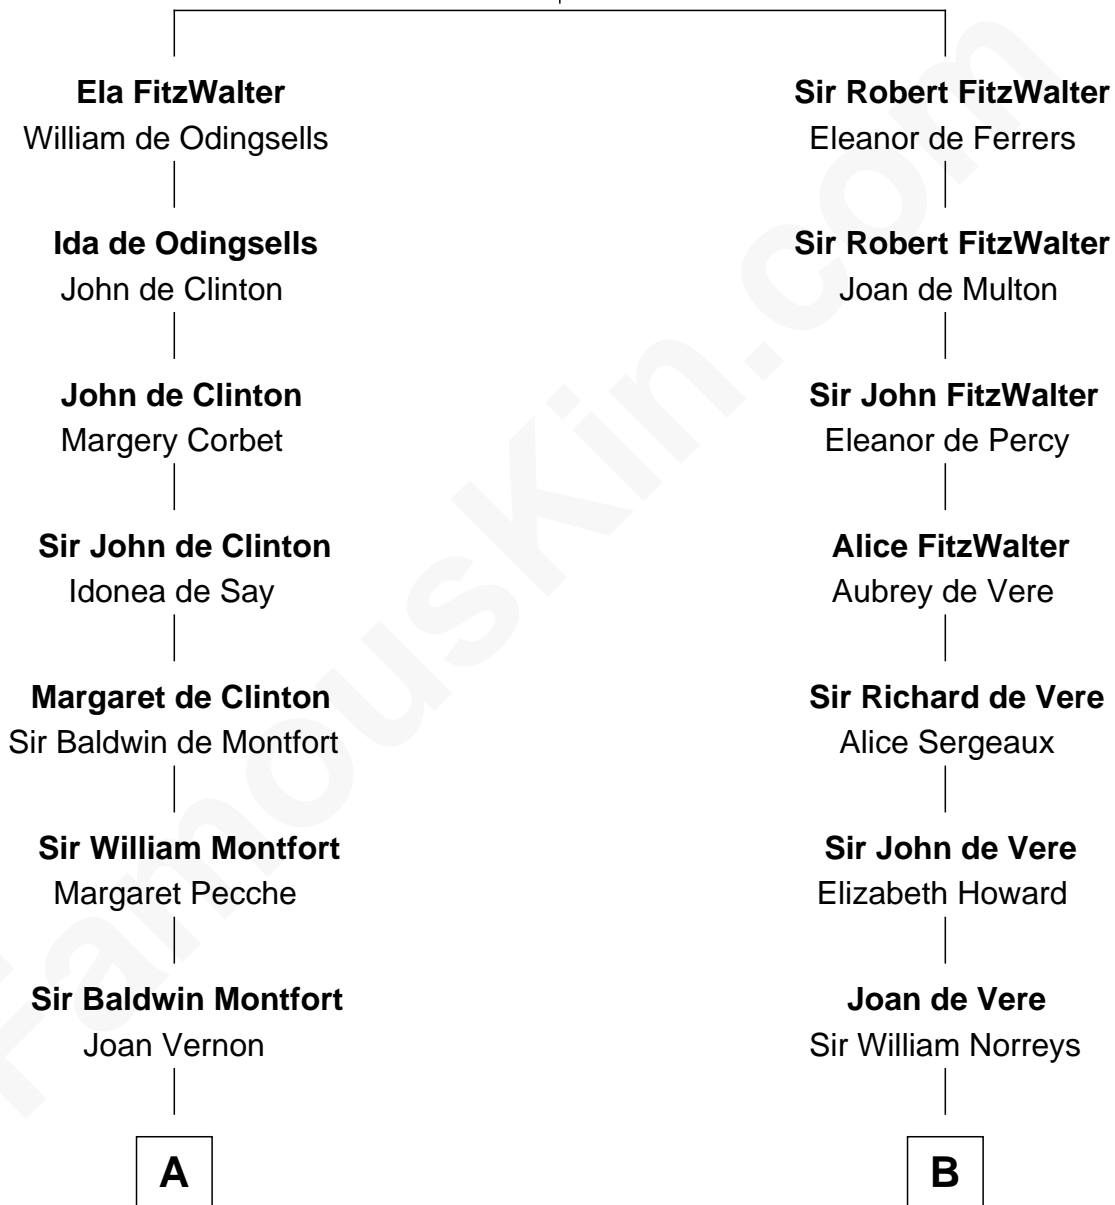 Ela FitzWalter
William de Odingsells
Ida de Odingsells
John de Clinton
John de Clinton
Margery Corbet
Sir John de Clinton
Idonea de Say
Margaret de Clinton
Sir Baldwin de Montfort
Sir William Montfort
Margaret Pecche
Sir Baldwin Montfort
Joan Vernon
A
Sir Robert FitzWalter
Eleanor de Ferrers
Sir Robert FitzWalter
Joan de Multon
Sir John FitzWalter
Eleanor de Percy
Alice FitzWalter
Aubrey de Vere
Sir Richard de Vere
Alice Sergeaux
Sir John de Vere
Elizabeth Howard
Joan de Vere
Sir William Norreys
B
FamousKin.com